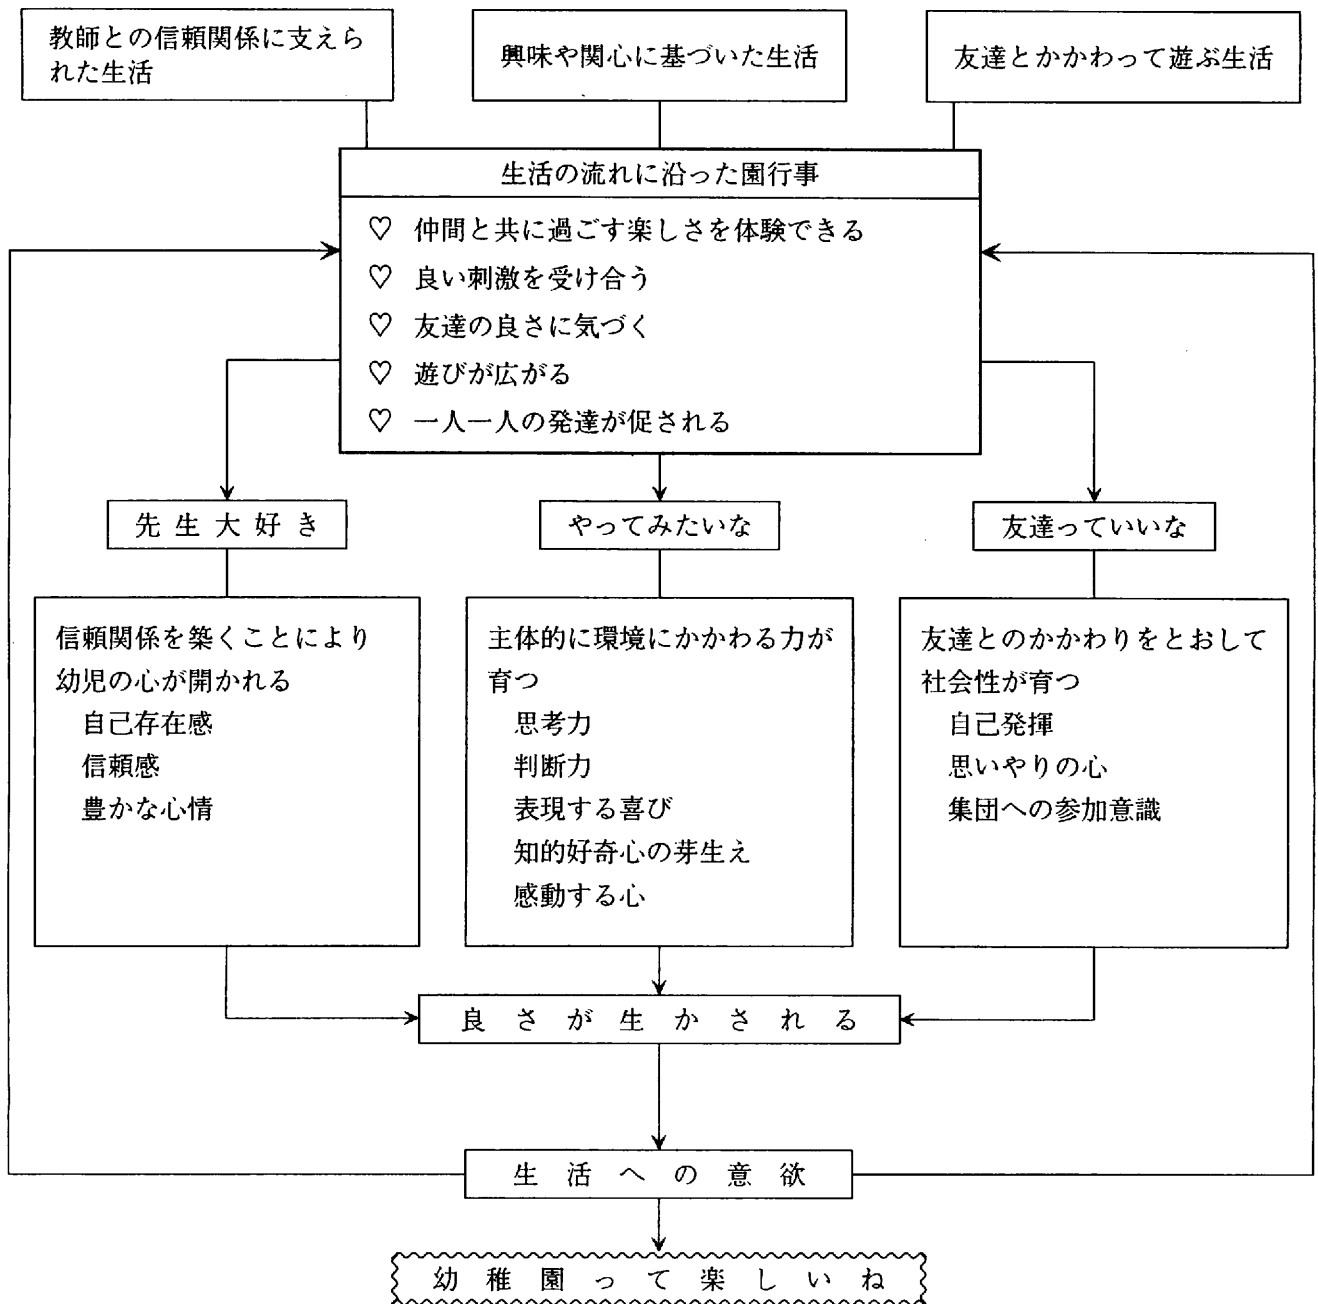 教師との信頼関係に支えら
れた生活
興味や関心に基づいた生活
友達とかかわって遊ぶ生活
生活の流れに沿った園行事
♡ 仲間と共に過ごす楽しさを体験できる
♡ 良い刺激を受け合う
♡ 友達の良さに気づく
♡ 遊びが広がる
♡ 一人一人の発達が促される
先生大好き
やってみたいな
友達っていいな
信頼関係を築くことにより
幼児の心が開かれる
自己存在感
信頼感
豊かな心情
主体的に環境にかかわる力が
育つ
思考力
判断力
表現する喜び
知的好奇心の芽生え
感動する心
友達とのかかわりをとおして
社会性が育つ
自己発揮
思いやりの心
集団への参加意識
良さが生かされる
生活への意欲
幼稚園って楽しいね